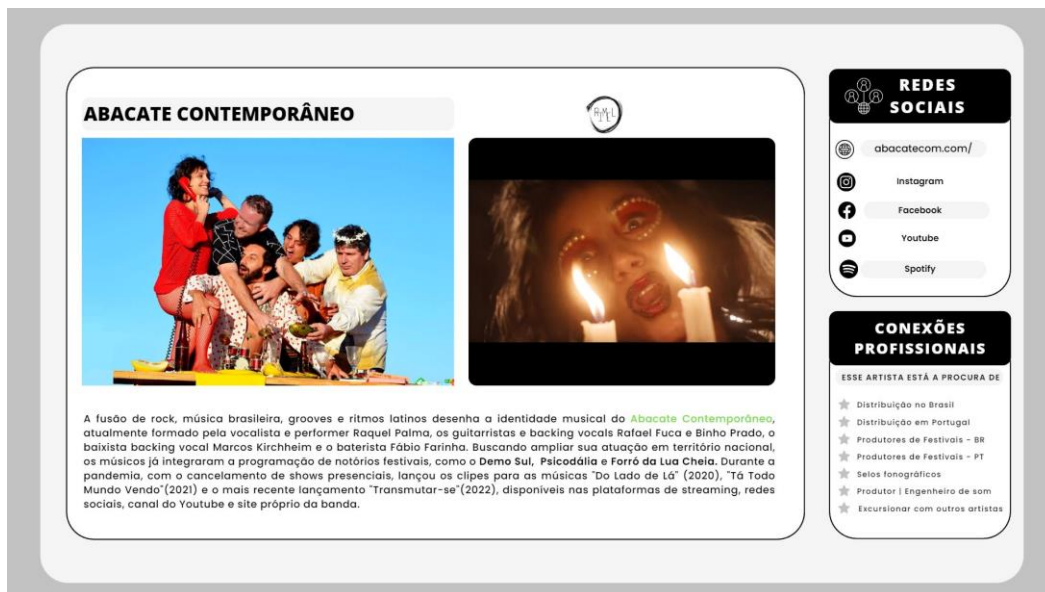 ABACATE CONTEMPORÂNEO
A fusão de rock, música brasileira, grooves e ritmos latinos desenha a identidade musical do Abacate Contemporâneo,
atualmente formado pela vocalista e performer Raquel Palma, os guitarristas e backing vocals Rafael Fuca e Binho Prado, o
baixista backing vocal Marcos Kirchheim e o baterista Fábio Farinha. Buscando ampliar sua atuação em território nacional,
os músicos já integraram a programação de notórios festivais, como o Demo Sul, Psicodália e Forró da Lua Cheia. Durante a
pandemia, com o cancelamento de shows presenciais, lançou os clipes para as músicas "Do Lado de Lá" (2020), "Tá Todo
Mundo Vendo"(2021) e o mais recente lançamento "Transmutar-se"(2022), disponíveis nas plataformas de streaming, redes
sociais, canal do Youtube e site próprio da banda.
REDES
SOCIAIS
abacatecom.com/
Instagram
Facebook
Youtube
Spotify
CONEXÕES
PROFISSIONAIS
ESSE ARTISTA ESTÁ A PROCURA DE
Distribuição no Brasil
Distribuição em Portugal
Produtores de Festivais - BR
Produtores de Festivais - PT
Selos fonográficos
Produtor | Engenheiro de som
Excursionar com outros artistas